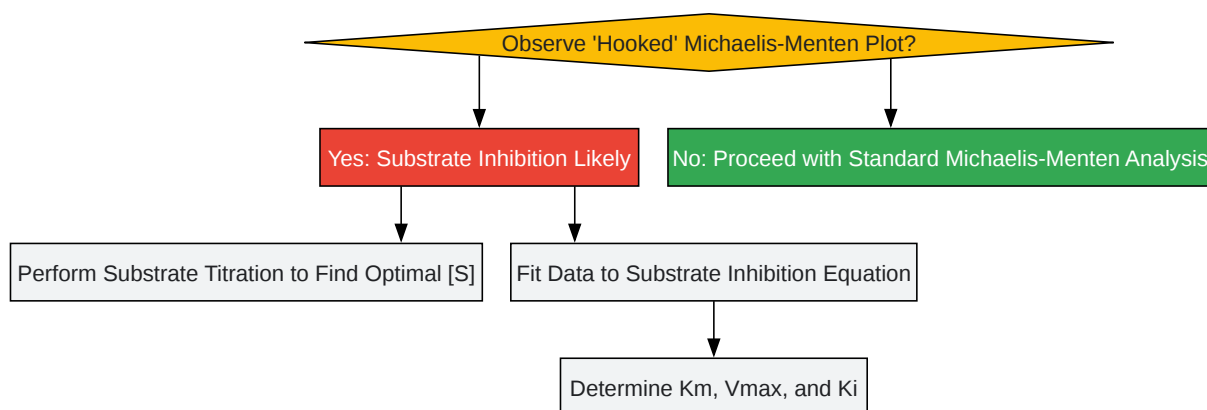 Observe 'Hooked' Michaelis-Menten Plot?
Yes: Substrate Inhibition Likely
No: Proceed with Standard Michaelis-Menten Analysis
Perform Substrate Titration to Find Optimal [S]
Fit Data to Substrate Inhibition Equation
Determine Km, Vmax, and Ki